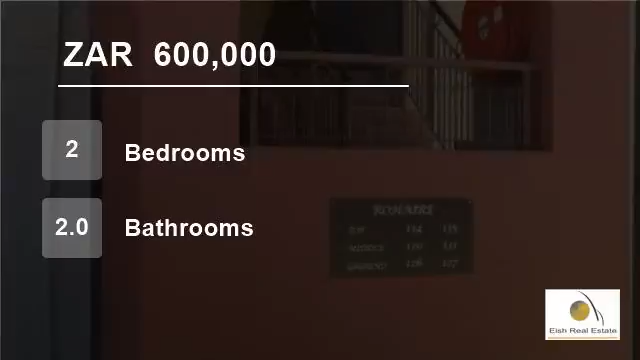 ZAR 600,000
2
Bedrooms
2.0
Bathrooms
Eish Real Estate